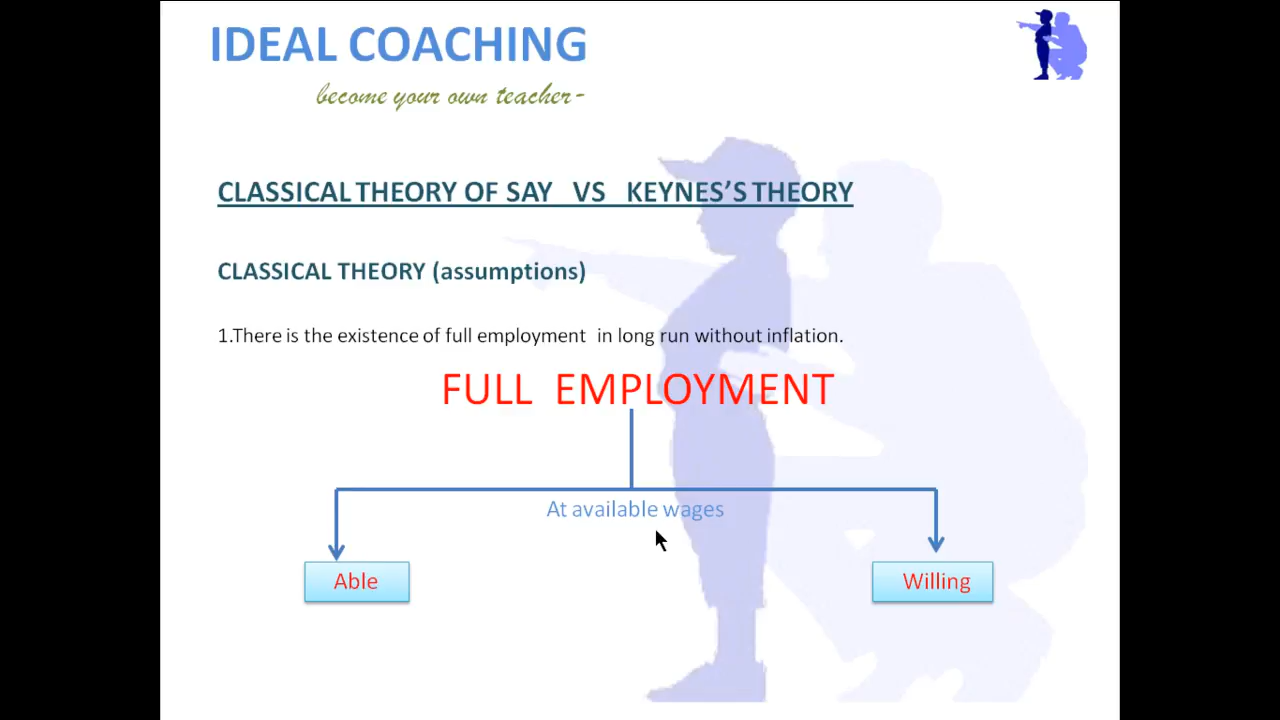 IDEAL COACHING
become your own teacher-
CLASSICAL THEORY OF SAY VS KEYNES’S THEORY
CLASSICAL THEORY (assumptions)
1.There is the existence of full employment in long run without inflation.
FULL EMPLOYMENT
At available wages
Able
Willing